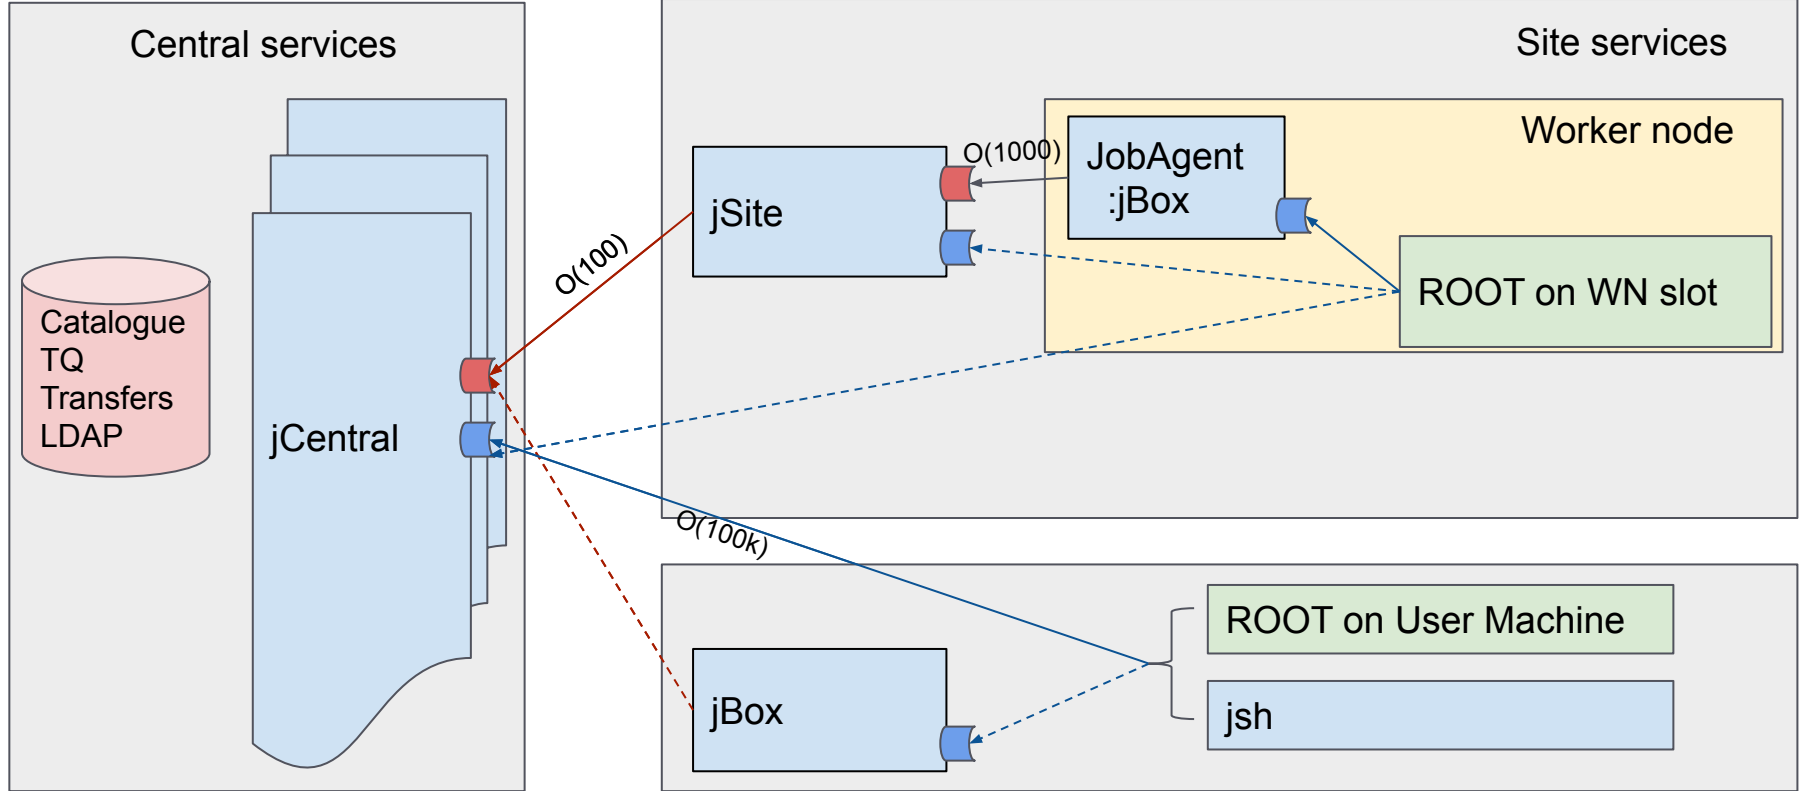 Central services
Catalogue
TQ
Transfers
LDAP
jCentral
O(100)
Site services
Worker node
jSite
O(1000)
JobAgent
:jBox
ROOT on WN slot
O(100k)
jBox
ROOT on User Machine
jsh